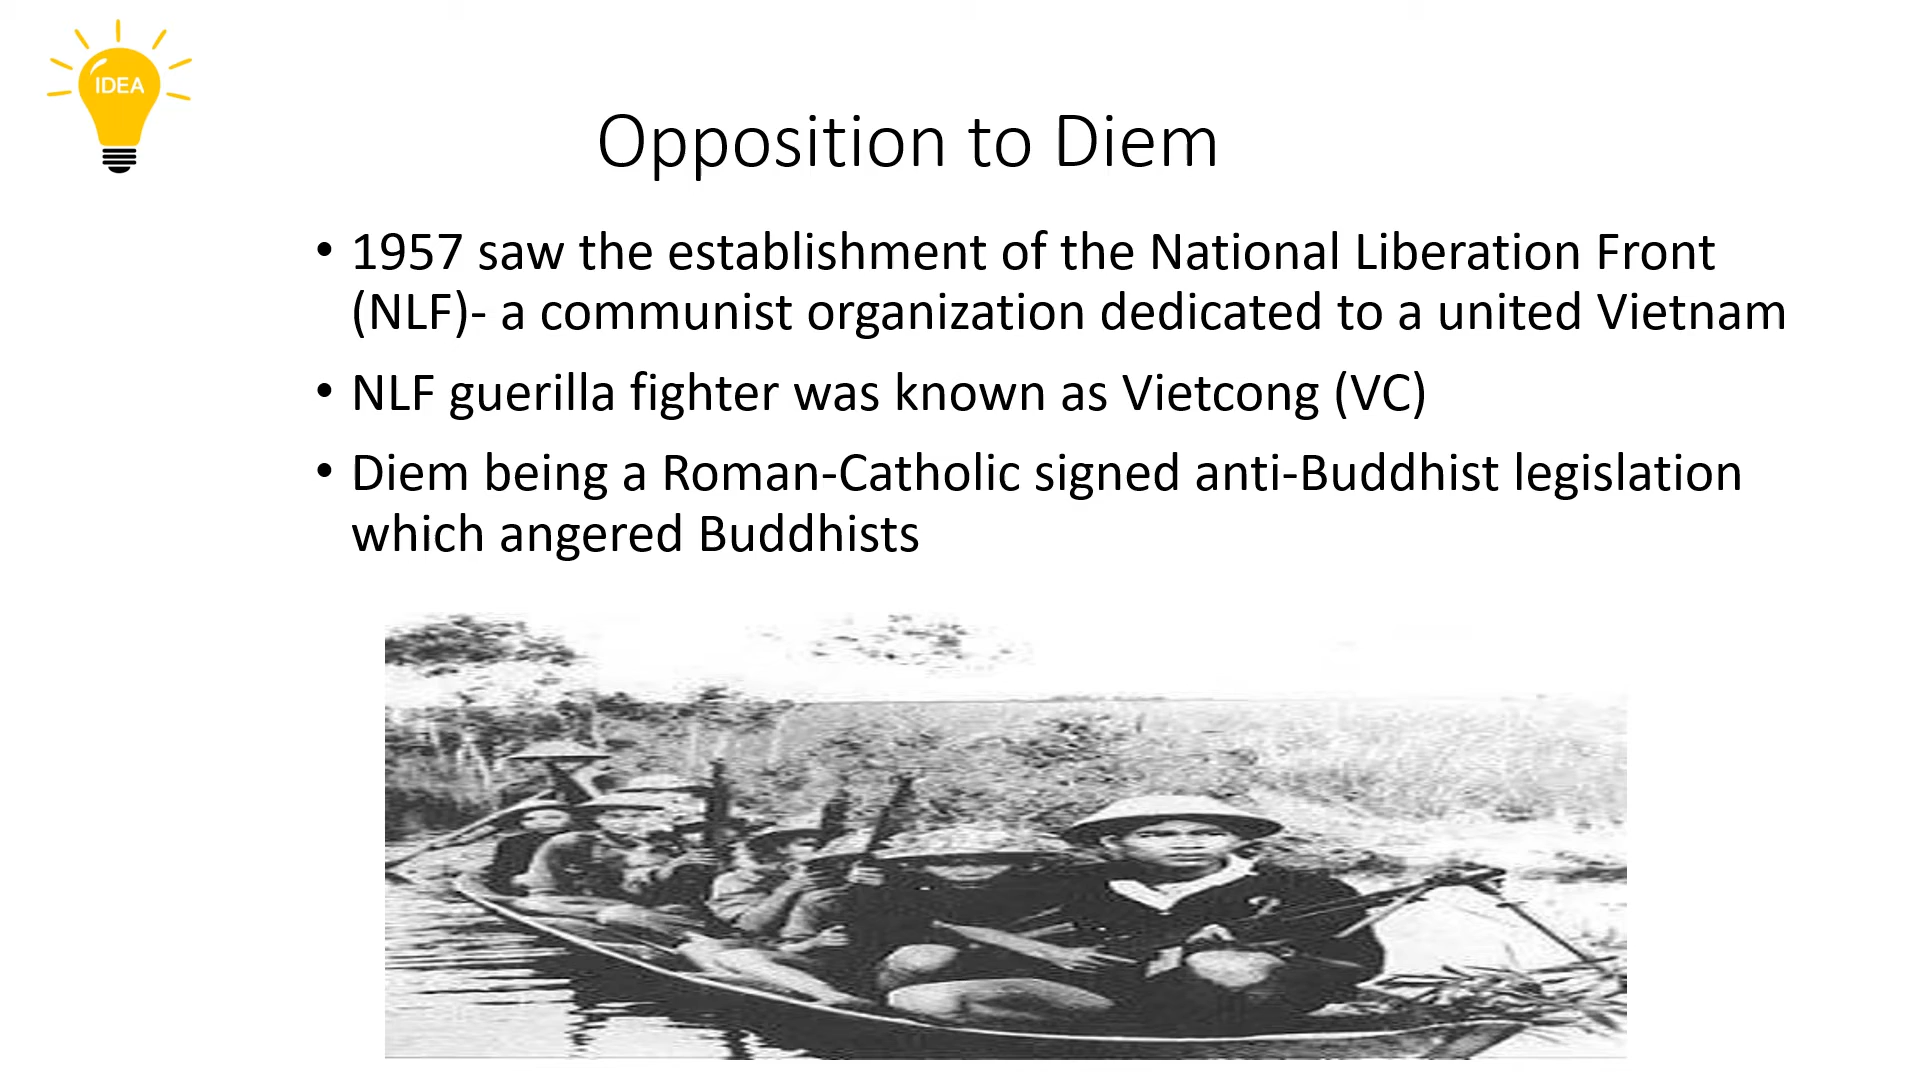 IDEA
Opposition to Diem
• 1957 saw the establishment of the National Liberation Front
(NLF)- a communist organization dedicated to a united Vietnam
• NLF guerilla fighter was known as Vietcong (VC)
• Diem being a Roman-Catholic signed anti-Buddhist legislation
which angered Buddhists